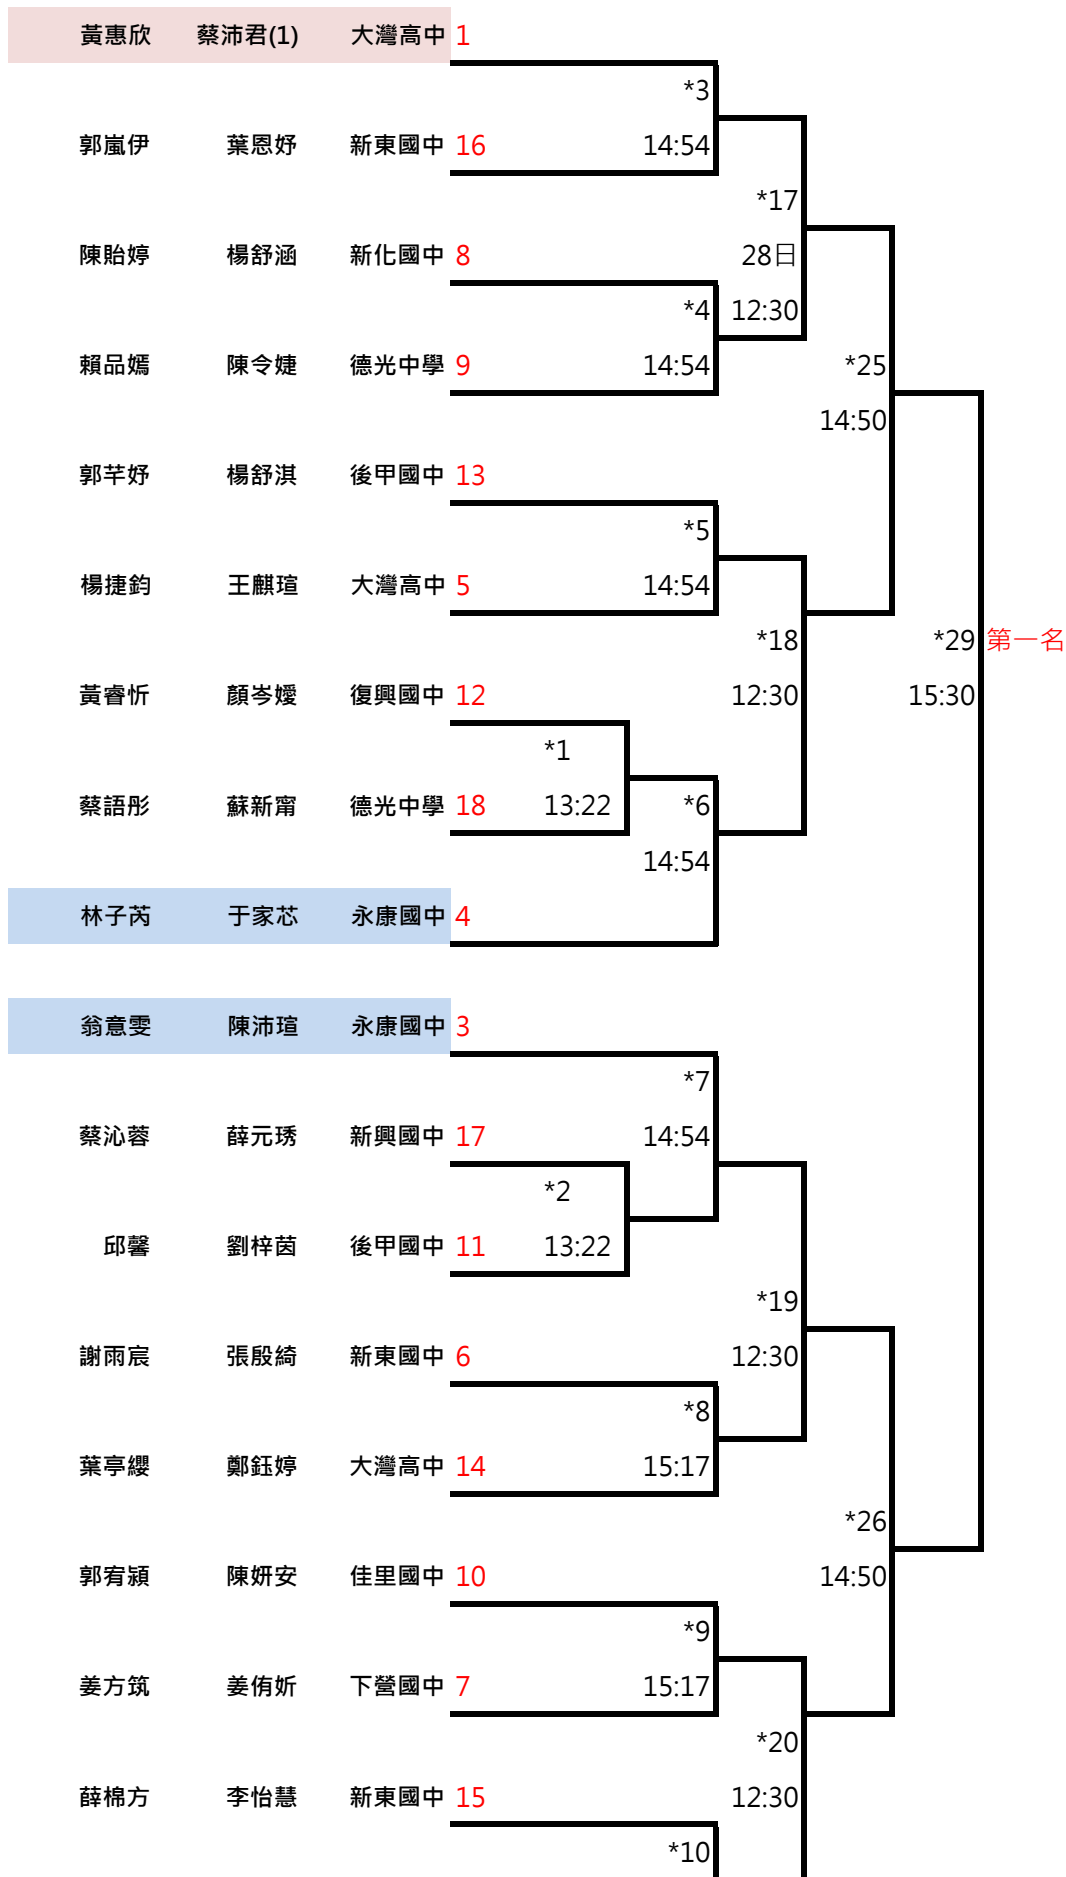 黃惠欣 蔡沛君(1) 大灣高中 1
*3
郭嵐伊 葉恩妤 新東國中 16 14:54
*17
陳貽婷 楊舒涵 新化國中 8 28日
*4 12:30
賴品嫣 陳令婕 德光中學 9 14:54 *25
14:50
郭芊妤 楊舒淇 後甲國中 13
*5
楊捷鈞 王麒瑄 大灣高中 5 14:54
*18 *29 第一名
黃睿忻 顏岑嬡 復興國中 12 12:30 15:30
*1
蔡語彤 蘇新甯 德光中學 18 13:22 *6
14:54
林子芮 于家芯 永康國中 4
翁意雯 陳沛瑄 永康國中 3
*7
蔡沁蓉 薛元琇 新興國中 17 14:54
*2
邱馨 劉梓茵 後甲國中 11 13:22
*19
謝雨宸 張殷綺 新東國中 6 12:30
*8
葉亭纓 鄭鈺婷 大灣高中 14 15:17
*26
郭宥潁 陳妍安 佳里國中 10 14:50
*9
姜方筑 姜侑妡 下營國中 7 15:17
*20
薛棉方 李怡慧 新東國中 15 12:30
*10